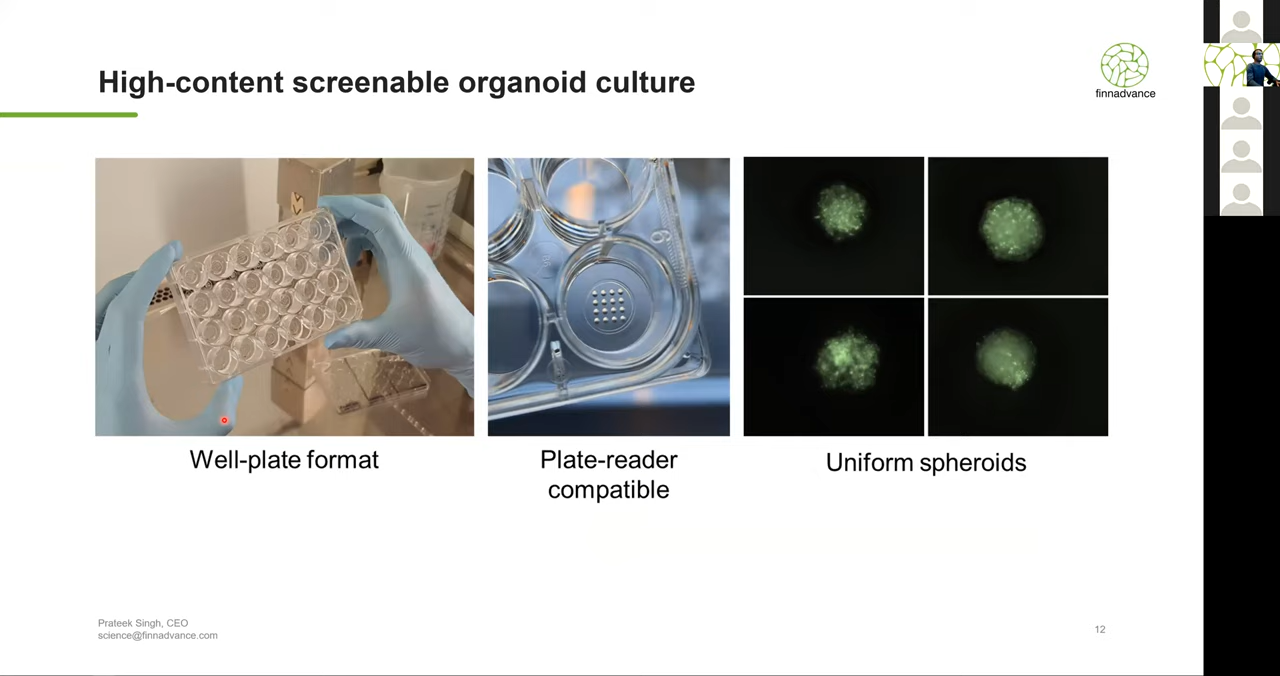 High-content screenable organoid culture
finnadvance
Well-plate format
Plate-reader
compatible
Uniform spheroids
Prateek Singh, CEO
science@finnadvance.com
12